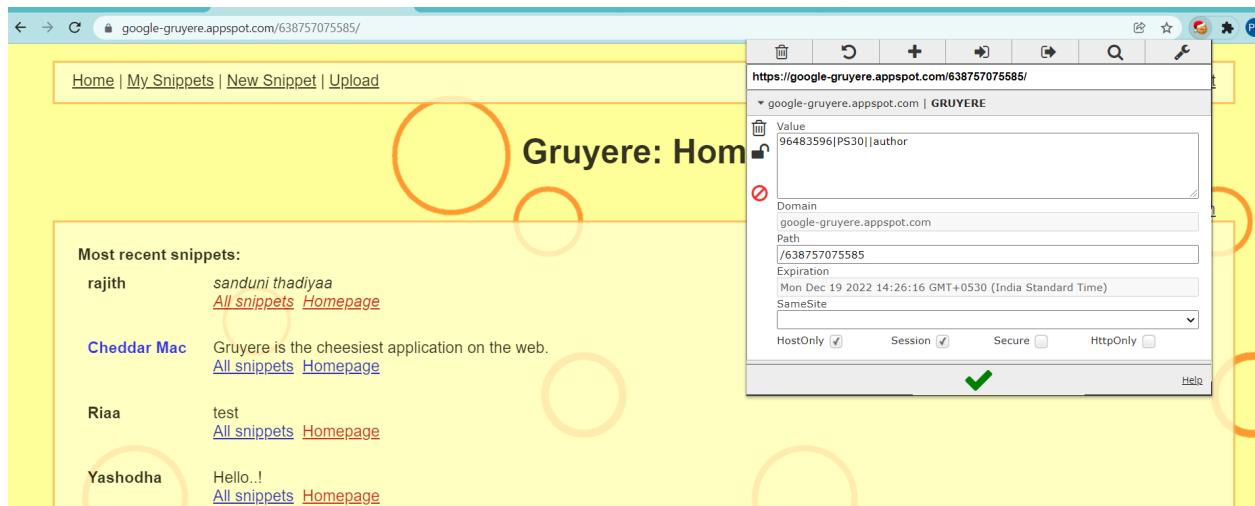 google-gruyere.appspot.com/638757075585/
Home | My Snippets | New Snippet | Upload
Gruyere: Hom
Most recent snippets:
rajith sanduni thadiyaa
All snippets Homepage
Cheddar Mac Gruyere is the cheesiest application on the web.
All snippets Homepage
Riaa test
All snippets Homepage
Yashodha Hello..!
All snippets Homepage
https://google-gruyere.appspot.com/638757075585/
google-gruyere.appspot.com | GRUYERE
Value
96483596|PS30||author
Domain
google-gruyere.appspot.com
Path
/638757075585
Expiration
Mon Dec 19 2022 14:26:16 GMT+0530 (India Standard Time)
SameSite
HostOnly Session Secure HttpOnly
Help